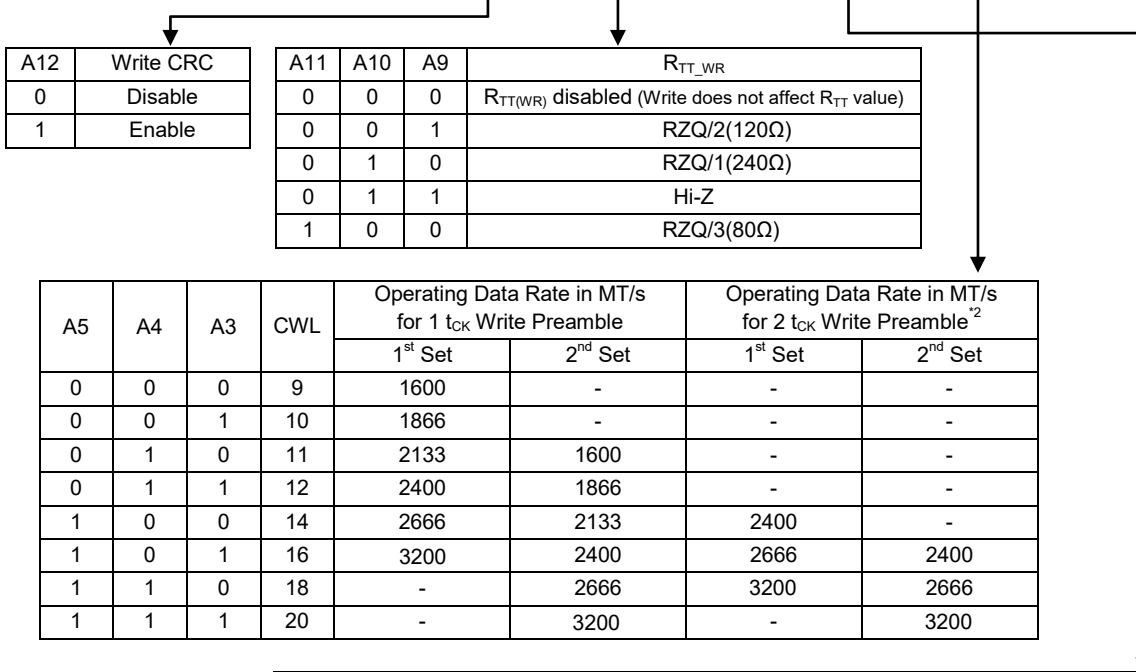 A12 Write CRC
0 Disable
1 Enable
A11 A10 A9 RTT_WR
0 0 0 RTT(WR) disabled (Write does not affect RTT value)
0 0 1 RZQ/2(120Ω)
0 1 0 RZQ/1(240Ω)
0 1 1 Hi-Z
1 0 0 RZQ/3(80Ω)
A5 A4 A3 CWL
Operating Data Rate in MT/s
for 1 tCK Write Preamble
Operating Data Rate in MT/s
for 2 tCK Write Preamble*2
1st Set 2nd Set 1st Set 2nd Set
0 0 0 9 1600 - - -
0 0 1 10 1866 - - -
0 1 0 11 2133 1600 - -
0 1 1 12 2400 1866 - -
1 0 0 14 2666 2133 2400 -
1 0 1 16 3200 2400 2666 2400
1 1 0 18 - 2666 3200 2666
1 1 1 20 - 3200 - 3200